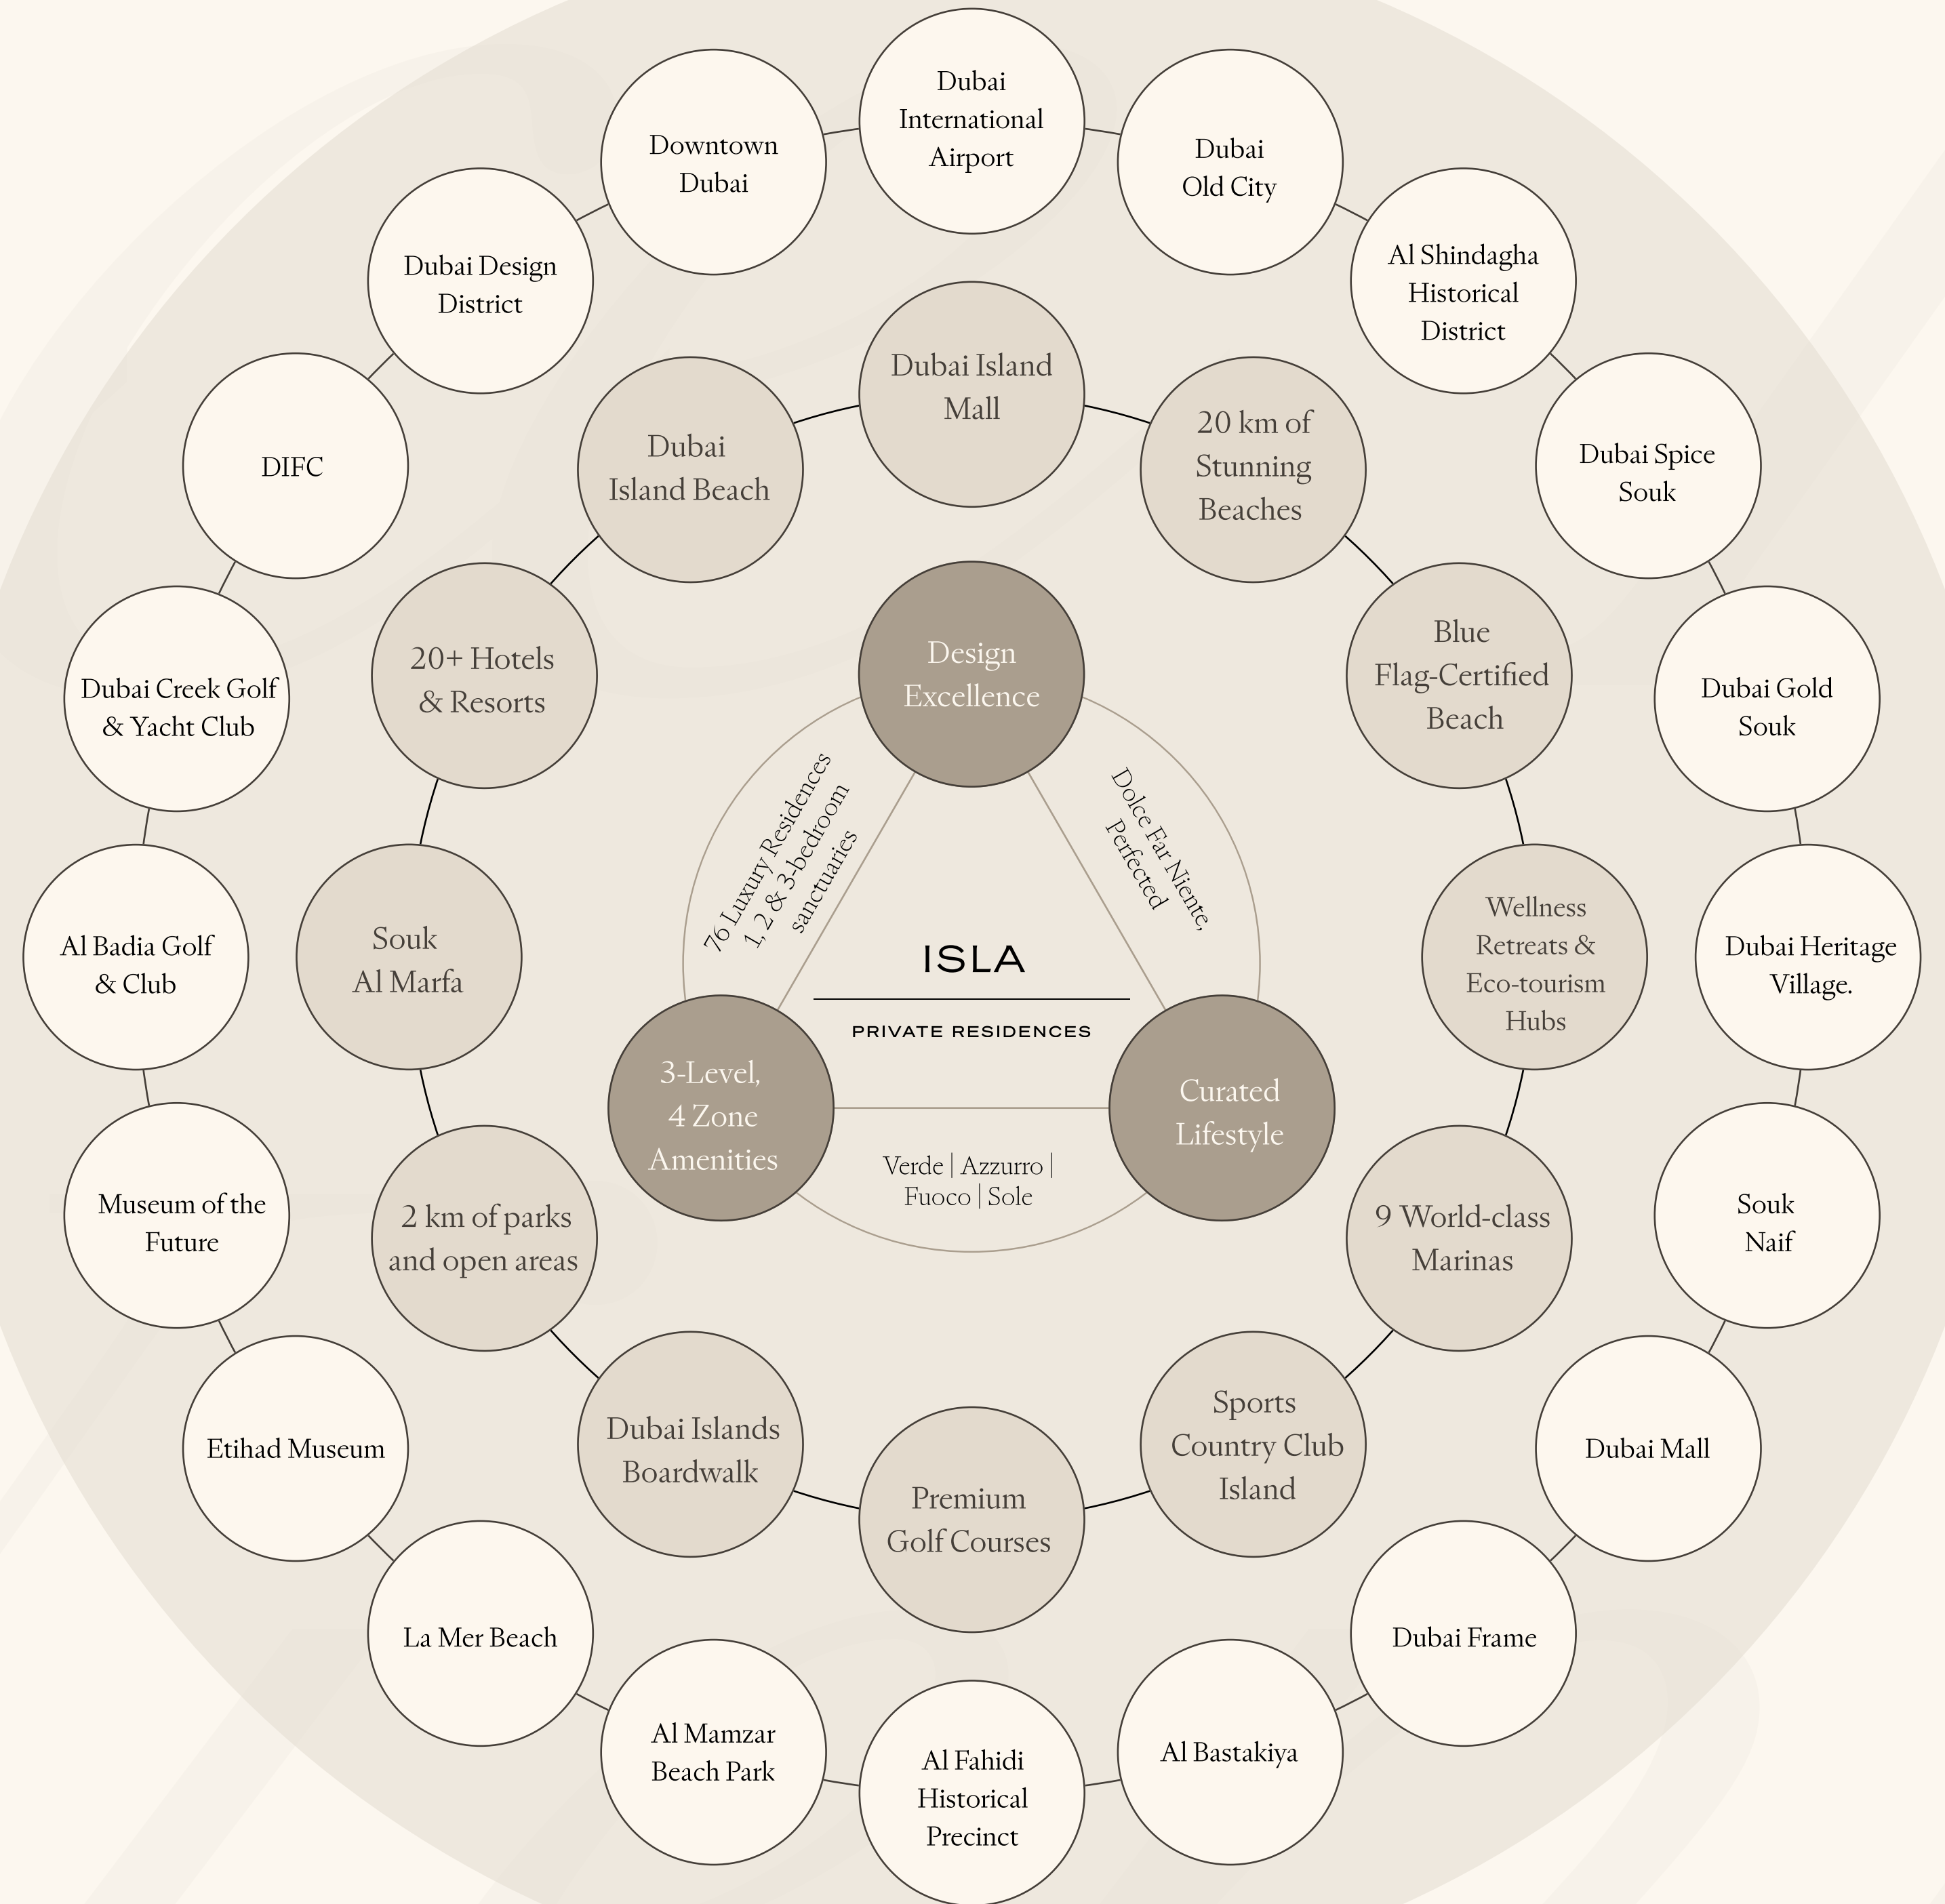 Dubai
International
Airport
Dubai
Old City
Al Shindagha
Historical
District
Dubai Spice
Souk
Dubai Gold
Souk
Dubai Heritage
Village.
Souk
Naif
Dubai Mall
Dubai Frame
Al Bastakiya
Al Fahidi
Historical
Precinct
Al Mamzar
Beach Park
La Mer Beach
Etihad Museum
Museum of the
Future
Al Badia Golf
& Club
Dubai Creek Golf
& Yacht Club
DIFC
Dubai Design
District
Downtown
Dubai
Dubai Island
Mall
20 km of
Stunning
Beaches
Blue
Flag-Certified
Beach
Wellness
Retreats &
Eco-tourism
Hubs
9 World-class
Marinas
Sports
Country Club
Island
Premium
Golf Courses
Dubai Islands
Boardwalk
2 km of parks
and open areas
Souk
Al Marfa
20+ Hotels
& Resorts
Dubai
Island Beach
Design
Excellence
Dolce Far Niente,
Perfected
Curated
Lifestyle
Verde | Azzurro |
Fuoco | Sole
3-Level,
4 Zone
Amenities
76 Luxury Residences
1, 2 & 3-bedroom
sanctuaries
ISLA
PRIVATE RESIDENCES